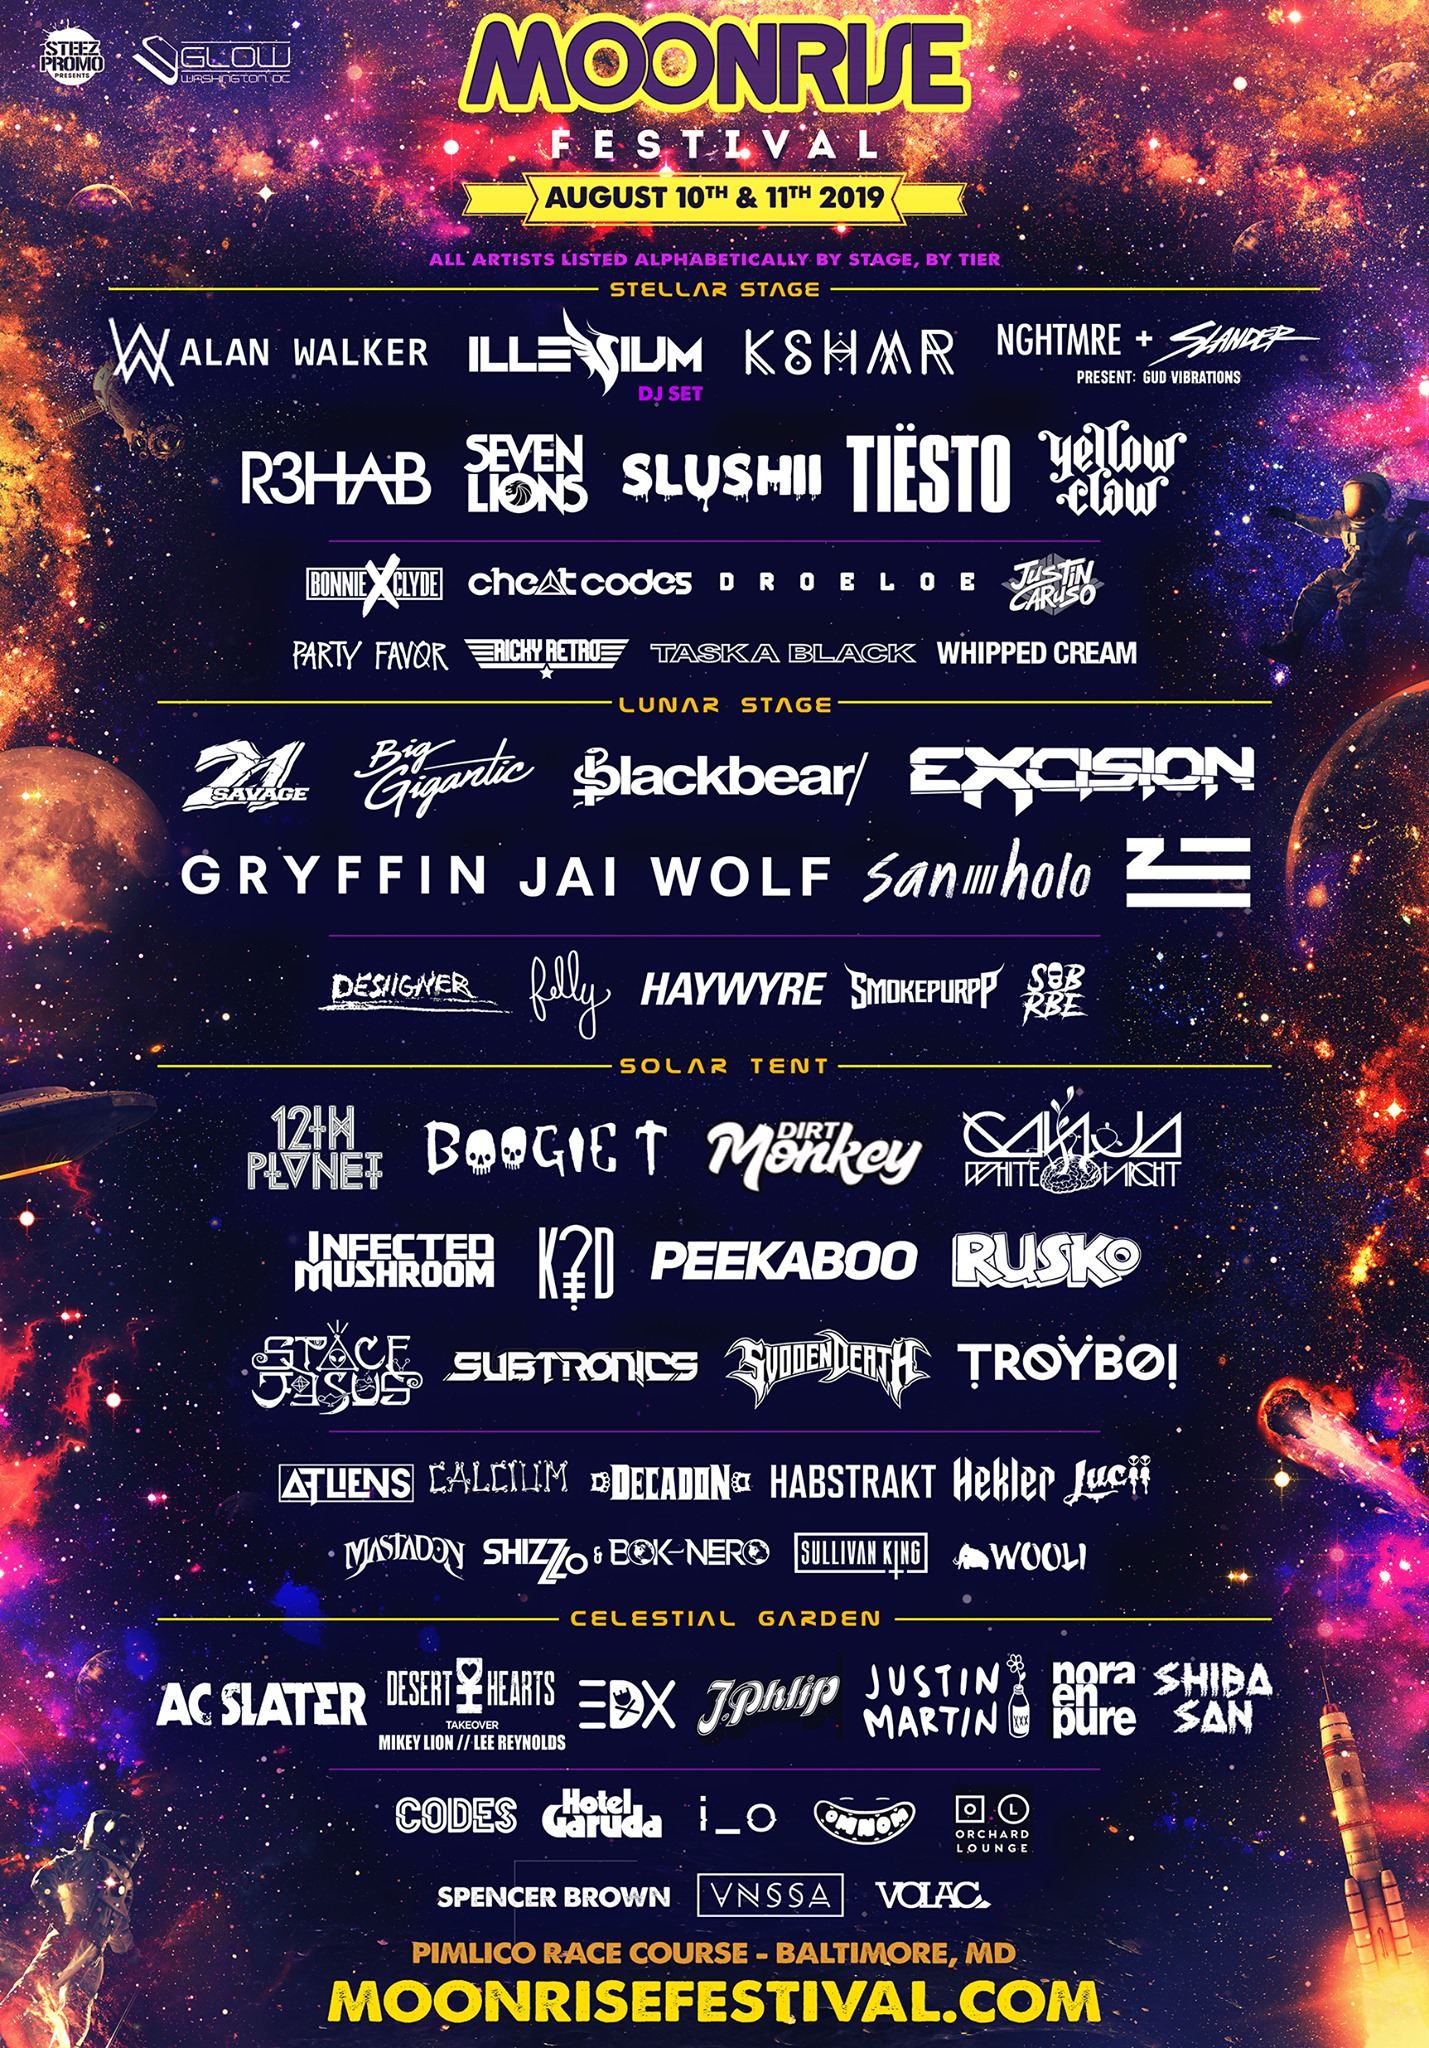 STEEZ PROMO PRESENTS
GLOW WASHINGTON DC
MOONRISE
FESTIVAL
AUGUST 10TH & 11TH 2019
ALL ARTISTS LISTED ALPHABETICALLY BY STAGE, BY TIER
STELLAR STAGE
ALAN WALKER ILLENIUM KSHMR NGHTMRE + SLANDER
DJ SET PRESENT: GUD VIBRATIONS
R3HAB SEVEN LIONS SLUSHII TIËSTO yellow claw
BONNIE X CLYDE cheat codes DROELOE JUSTIN CARUSO
PARTY FAVOR RICKY RETRO TASKA BLACK WHIPPED CREAM
LUNAR STAGE
21 SAVAGE Big Gigantic blackbear/ EXCISION
GRYFFIN JAI WOLF san holo
DESIIGNER felly HAYWYRE SMOKEPURPP SOB RBE
SOLAR TENT
12TH PLANET BOOGIE T DIRT Monkey GANJA WHITE NIGHT
INFECTED MUSHROOM K?D PEEKABOO RUSKO
SPACE JESUS SUBTRONICS SVDDEN DEATH TROYBOI
ATLIENS CALCIUM DECADON HABSTRAKT Hekler Lucii
MASTADON SHIZZLO & BOK NERO SULLIVAN KING WOOLI
CELESTIAL GARDEN
AC SLATER DESERT HEARTS EDX J.Phlip JUSTIN MARTIN nora en pure SHIBA SAN
TAKEOVER
MIKEY LION // LEE REYNOLDS
XXX
CODES Hotel Garuda i_o OMNOM OL ORCHARD LOUNGE
SPENCER BROWN VNSSA VOLAC
PIMLICO RACE COURSE - BALTIMORE, MD
MOONRISEFESTIVAL.COM